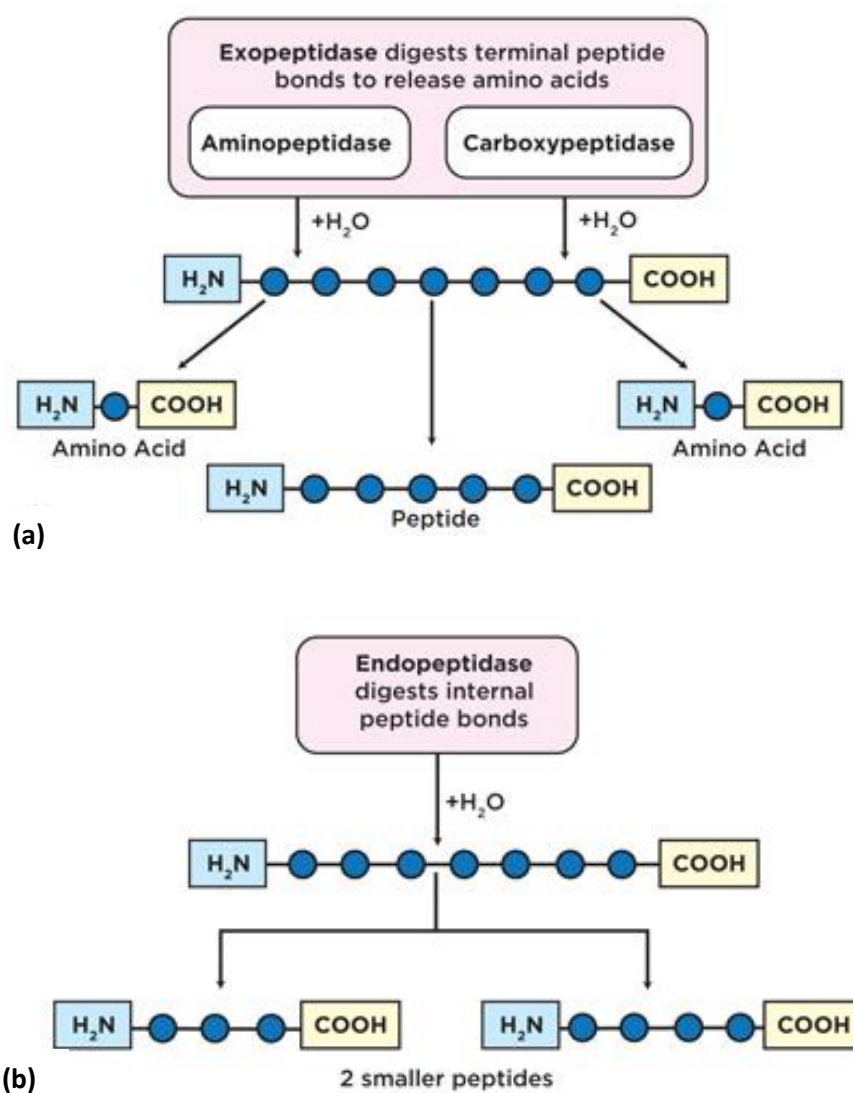 Exopeptidase digests terminal peptide
bonds to release amino acids
Aminopeptidase Carboxypeptidase
+H₂O +H₂O
H₂N COOH
H₂N COOH H₂N COOH
Amino Acid Amino Acid
H₂N COOH
Peptide
(a)
Endopeptidase
digests internal
peptide bonds
+H₂O
H₂N COOH
H₂N COOH H₂N COOH
(b) 2 smaller peptides